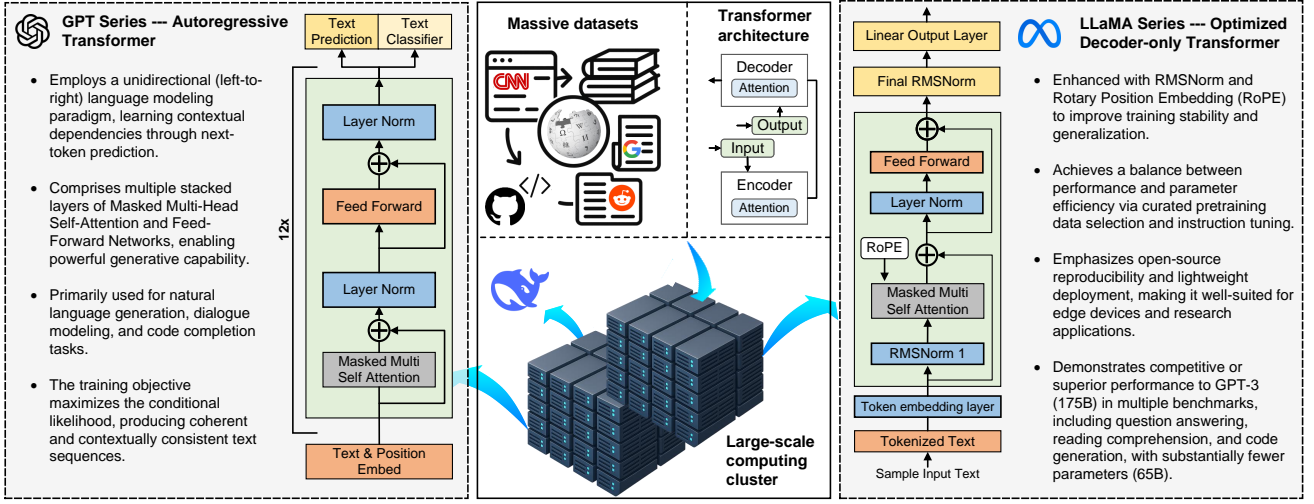 GPT Series --- Autoregressive
Transformer
• Employs a unidirectional (left-to-
right) language modeling
paradigm, learning contextual
dependencies through next-
token prediction.
• Comprises multiple stacked
layers of Masked Multi-Head
Self-Attention and Feed-
Forward Networks, enabling
powerful generative capability.
• Primarily used for natural
language generation, dialogue
modeling, and code completion
tasks.
• The training objective
maximizes the conditional
likelihood, producing coherent
and contextually consistent text
sequences.
Text
Prediction
Text
Classifier
12x
Layer Norm
Feed Forward
Layer Norm
Masked Multi
Self Attention
Text & Position
Embed
Massive datasets
CNN
W
G
</>
Transformer
architecture
Decoder
Attention
Output
Input
Encoder
Attention
Large-scale
computing
cluster
Linear Output Layer
Final RMSNorm
Feed Forward
Layer Norm
RoPE
Masked Multi
Self Attention
RMSNorm 1
Token embedding layer
Tokenized Text
Sample Input Text
LLaMA Series --- Optimized
Decoder-only Transformer
• Enhanced with RMSNorm and
Rotary Position Embedding (RoPE)
to improve training stability and
generalization.
• Achieves a balance between
performance and parameter
efficiency via curated pretraining
data selection and instruction tuning.
• Emphasizes open-source
reproducibility and lightweight
deployment, making it well-suited for
edge devices and research
applications.
• Demonstrates competitive or
superior performance to GPT-3
(175B) in multiple benchmarks,
including question answering,
reading comprehension, and code
generation, with substantially fewer
parameters (65B).